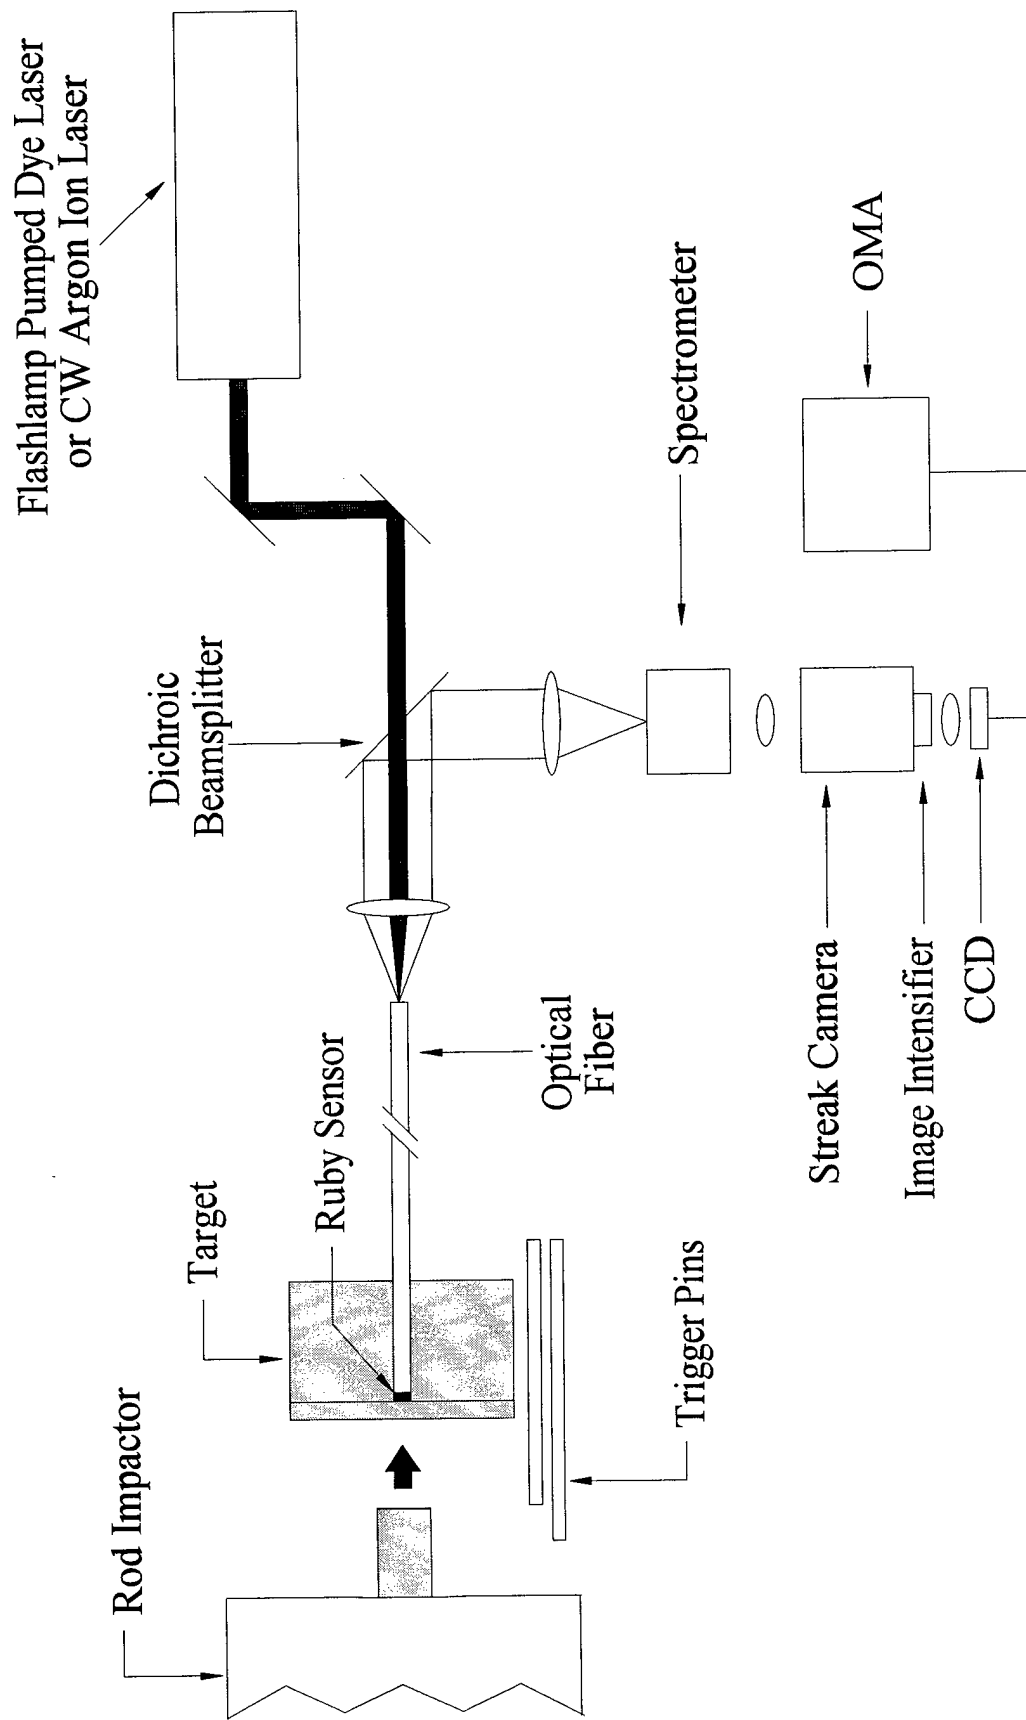 Flashlamp Pumped Dye Laser
or CW Argon Ion Laser
Dichroic
Beamsplitter
Spectrometer
OMA
Target
Ruby Sensor
Optical
Fiber
Rod Impactor
Trigger Pins
Streak Camera
Image Intensifier
CCD